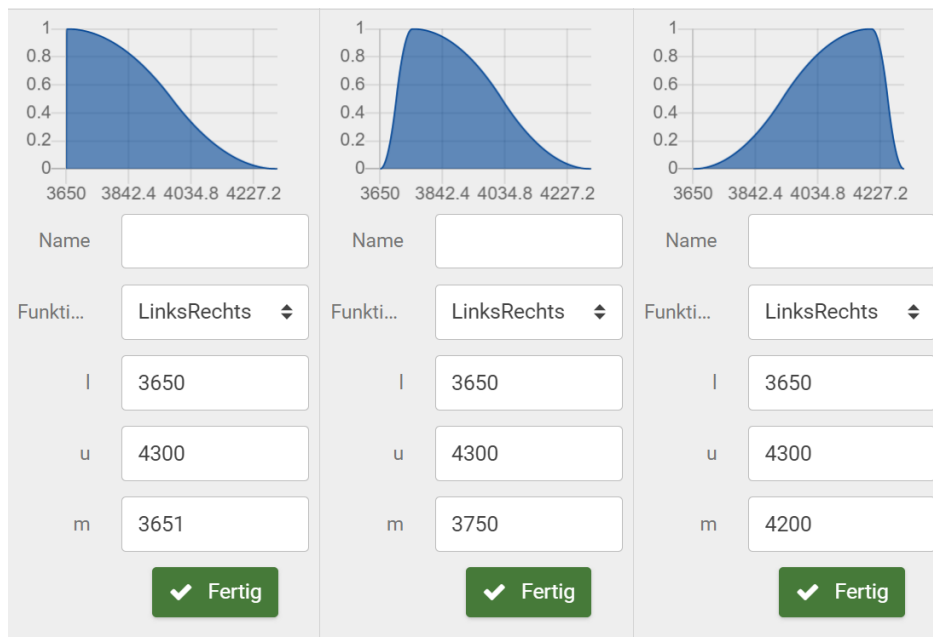 1
0.8
0.6
0.4
0.2
0
3650 3842.4 4034.8 4227.2
Name
Funkti... LinksRechts
l 3650
u 4300
m 3651
Fertig
1
0.8
0.6
0.4
0.2
0
3650 3842.4 4034.8 4227.2
Name
Funkti... LinksRechts
l 3650
u 4300
m 3750
Fertig
1
0.8
0.6
0.4
0.2
0
3650 3842.4 4034.8 4227.2
Name
Funkti... LinksRechts
l 3650
u 4300
m 4200
Fertig